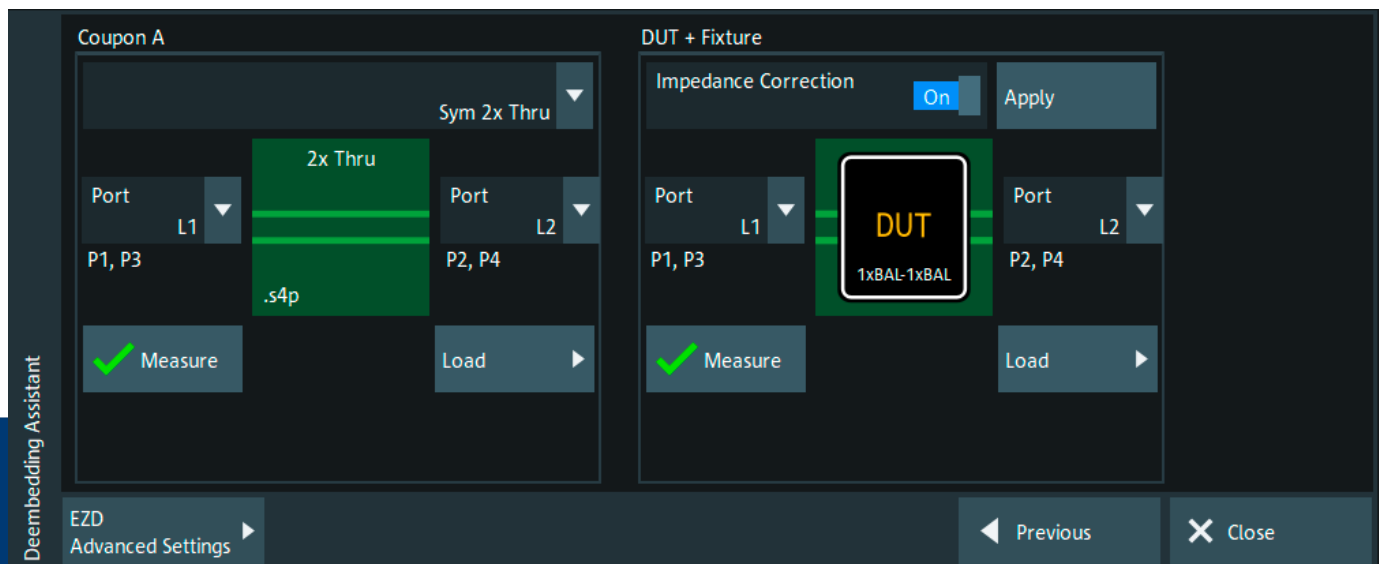 Coupon A
Sym 2x Thru
2x Thru
Port
L1
P1, P3
.s4p
Port
L2
P2, P4
Measure
Load
DUT + Fixture
Impedance Correction
On
Apply
Port
L1
P1, P3
DUT
1xBAL-1xBAL
Port
L2
P2, P4
Measure
Load
Deembedding Assistant
EZD
Advanced Settings
Previous
Close